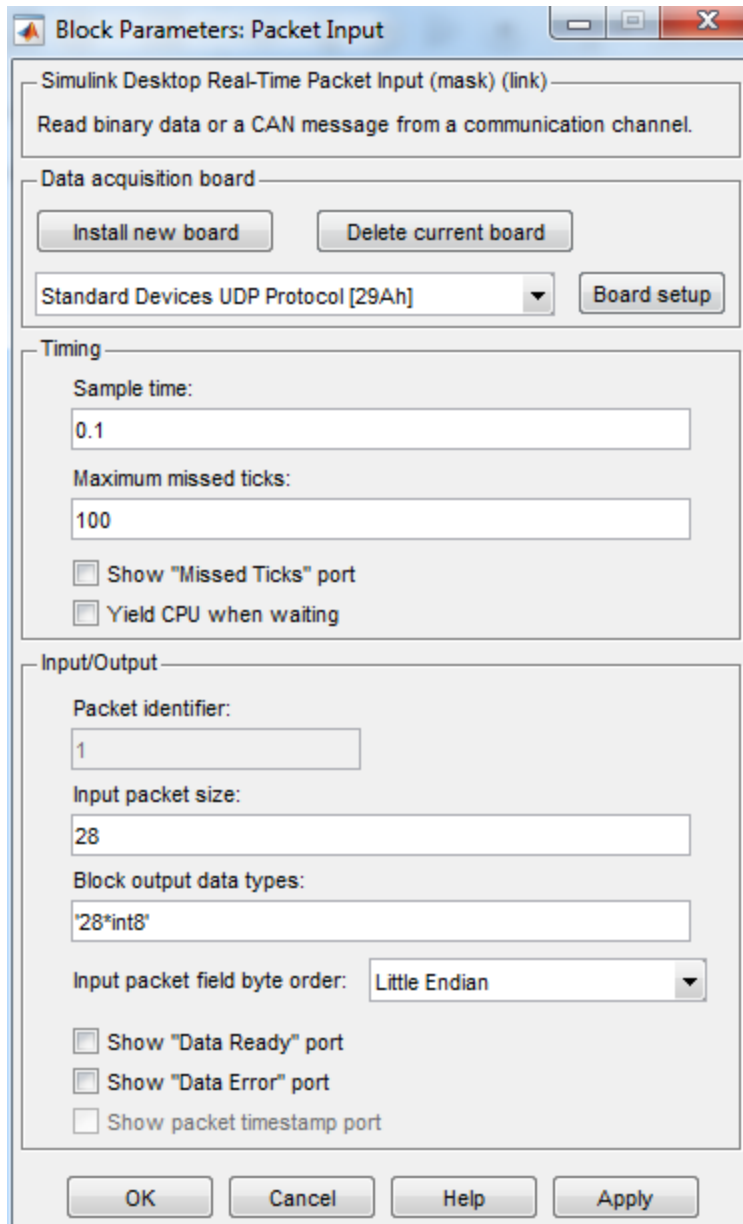 Block Parameters: Packet Input
Simulink Desktop Real-Time Packet Input (mask) (link)
Read binary data or a CAN message from a communication channel.
Data acquisition board
Install new board
Delete current board
Standard Devices UDP Protocol [29Ah]
Board setup
Timing
Sample time:
0.1
Maximum missed ticks:
100
Show "Missed Ticks" port
Yield CPU when waiting
Input/Output
Packet identifier:
1
Input packet size:
28
Block output data types:
'28*int8'
Input packet field byte order:
Little Endian
Show "Data Ready" port
Show "Data Error" port
Show packet timestamp port
OK
Cancel
Help
Apply